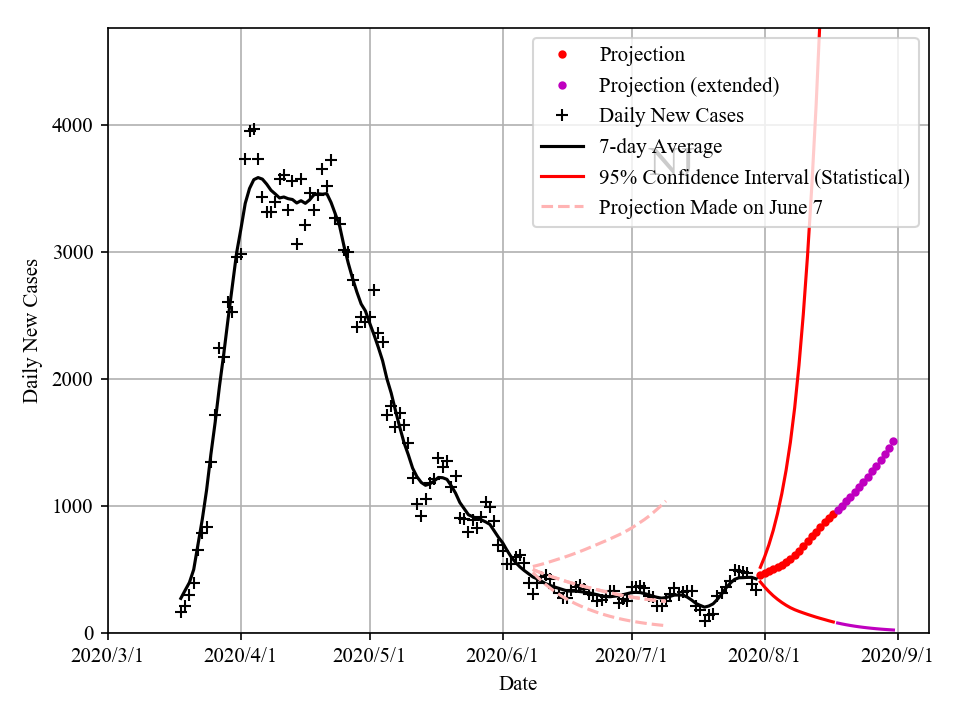 Projection
Projection (extended)
Daily New Cases
7-day Average
95% Confidence Interval (Statistical)
Projection Made on June 7
NJ
4000
3000
2000
1000
0
Daily New Cases
2020/3/1
2020/4/1
2020/5/1
2020/6/1
2020/7/1
2020/8/1
2020/9/1
Date